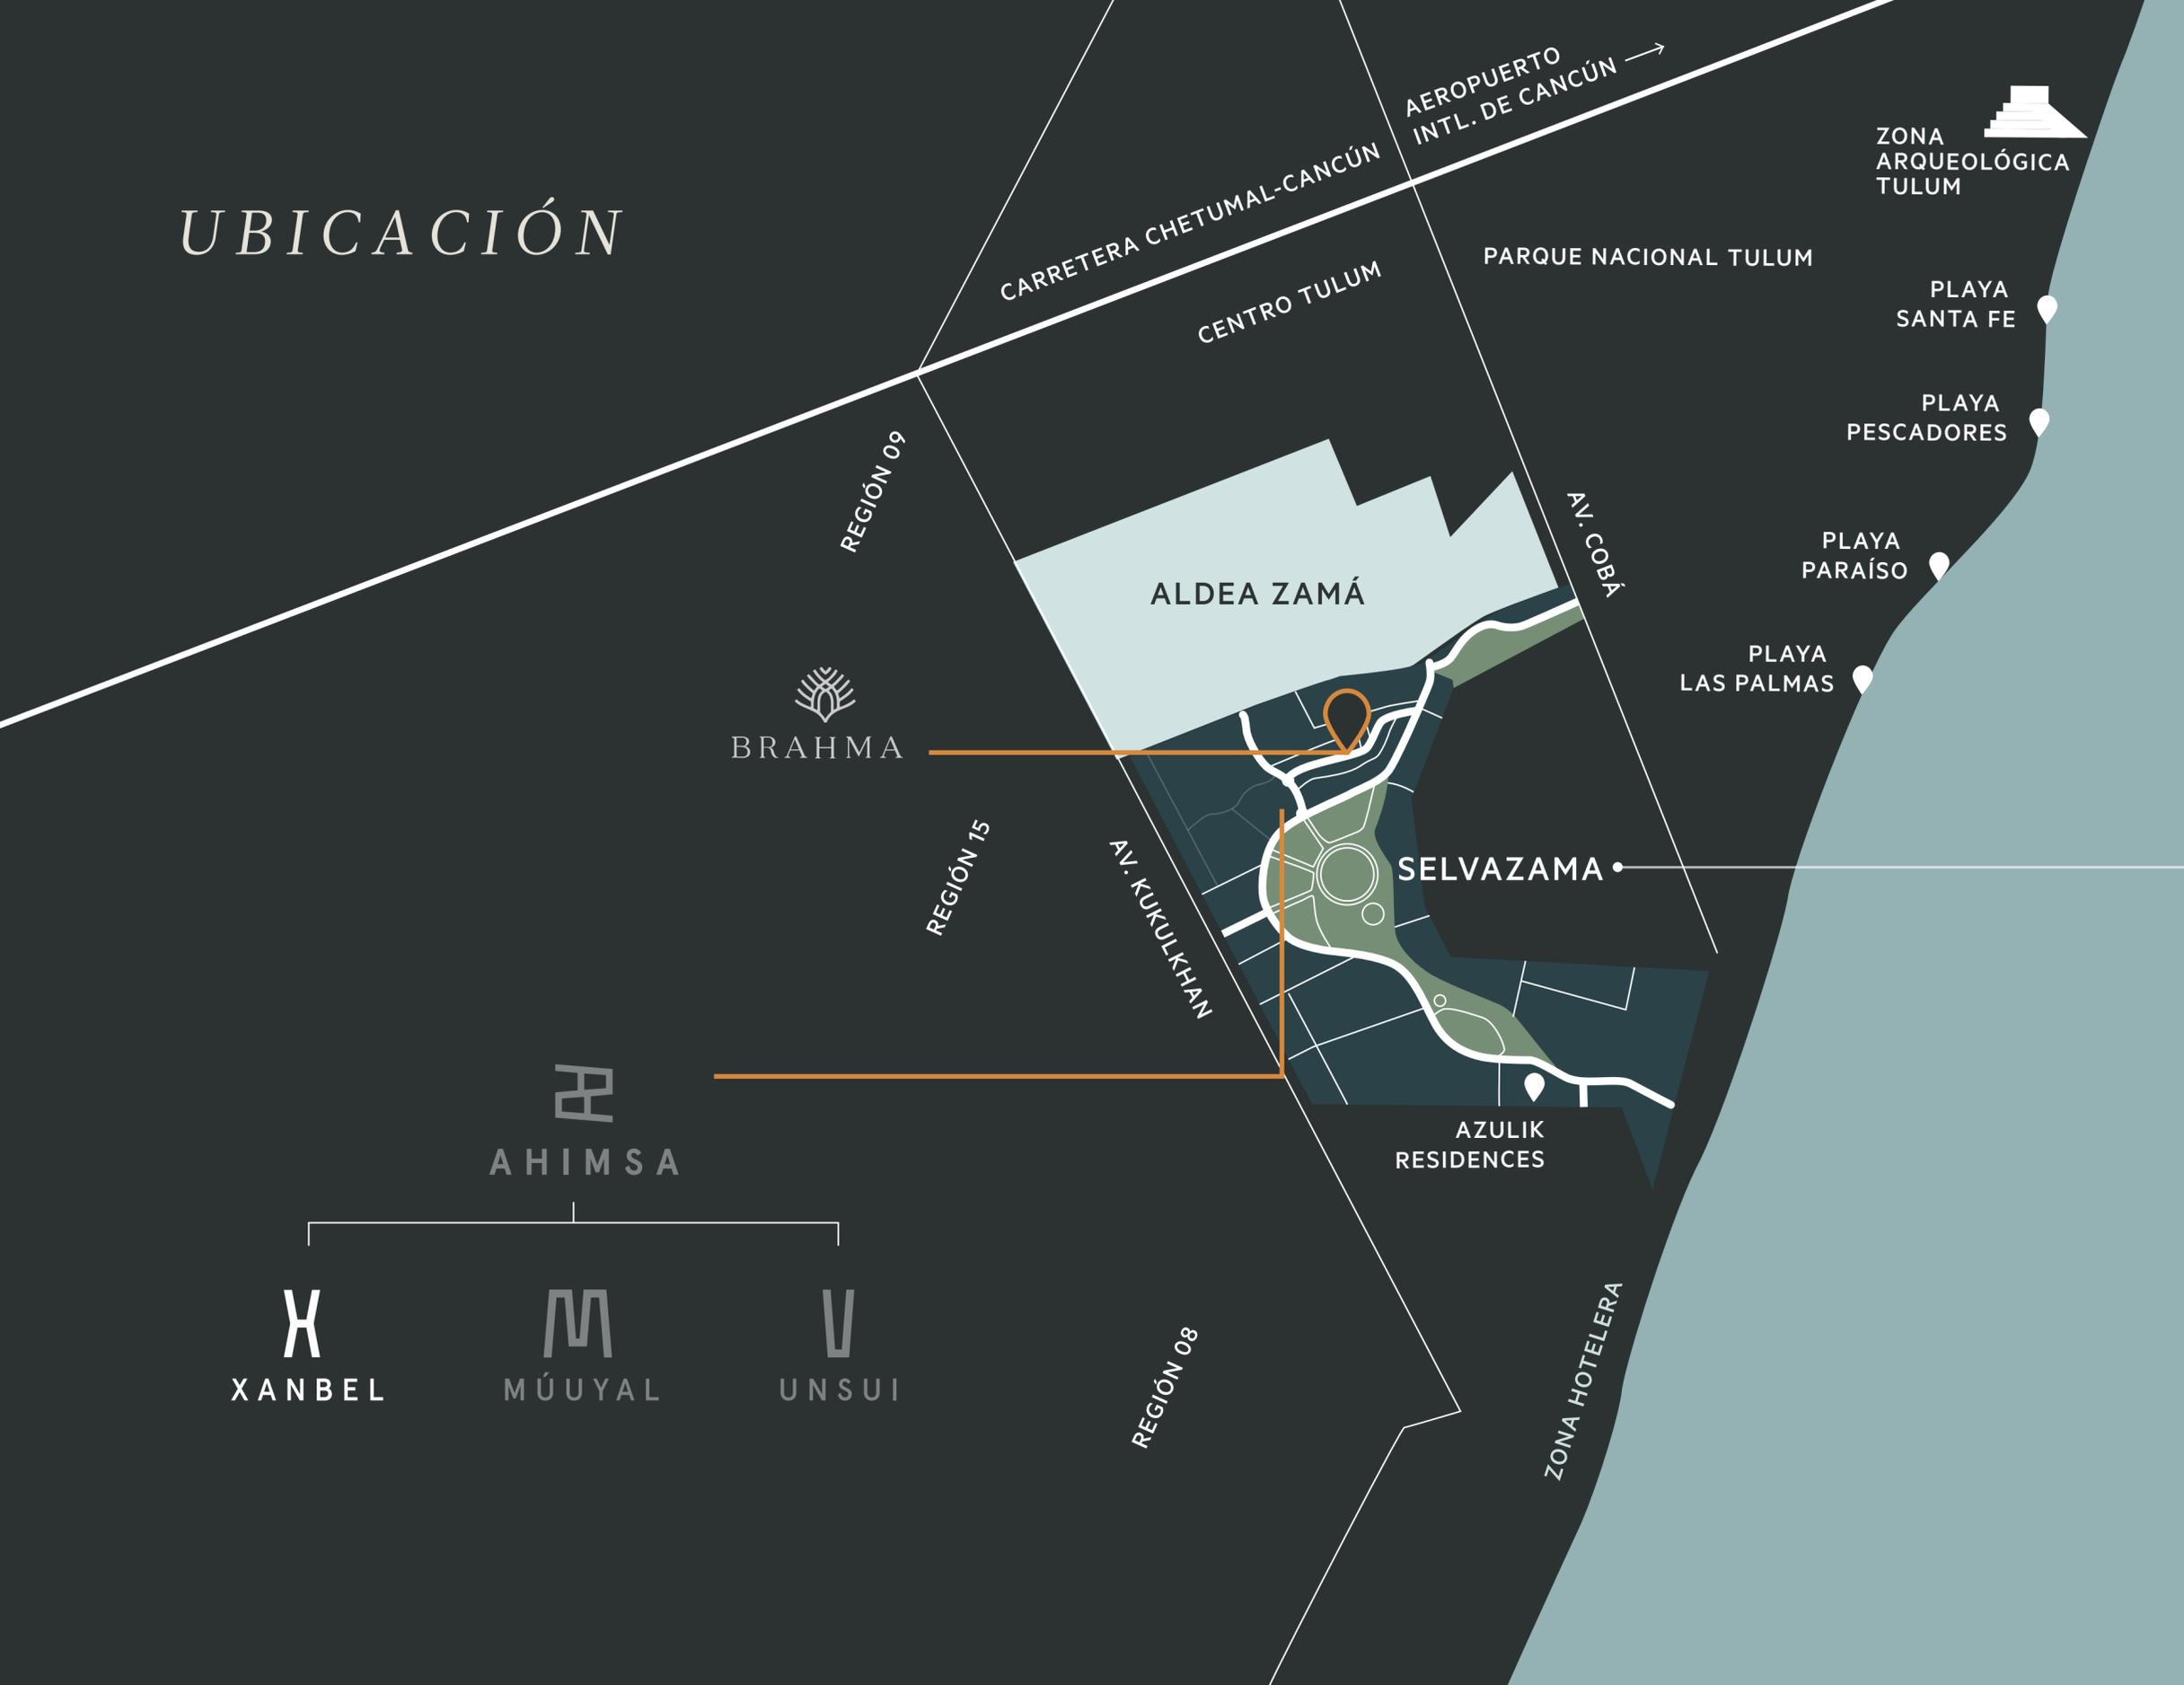 UBICACIÓN
AEROPUERTO
INTL. DE CANCÚN
CARRETERA CHETUMAL-CANCÚN
CENTRO TULUM
ZONA
ARQUEOLÓGICA
TULUM
PARQUE NACIONAL TULUM
PLAYA
SANTA FE
PLAYA
PESCADORES
REGIÓN 09
AV. COBÁ
PLAYA
PARAÍSO
ALDEA ZAMÁ
PLAYA
LAS PALMAS
BRAHMA
REGIÓN 15
AV. KUKULKHAN
SELVAZAMA
AHIMSA
AZULIK
RESIDENCES
XANBEL
MÚUYAL
UNSUI
REGIÓN 08
ZONA HOTELERA